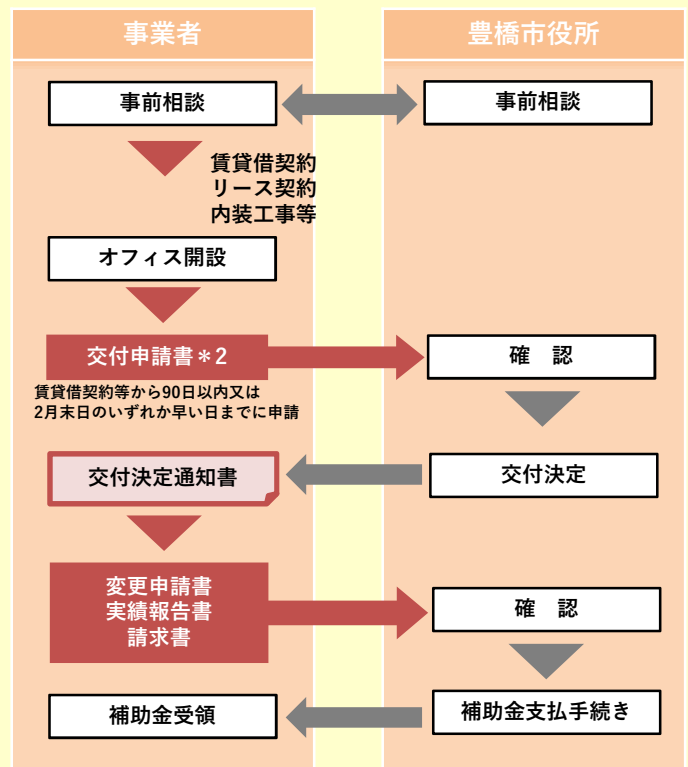 事業者
豊橋市役所
事前相談
事前相談
賃貸借契約
リース契約
内装工事等
オフィス開設
交付申請書＊2
確　認
賃貸借契約等から90日以内又は
2月末日のいずれか早い日までに申請
交付決定通知書
交付決定
変更申請書
実績報告書
請求書
確　認
補助金受領
補助金支払手続き